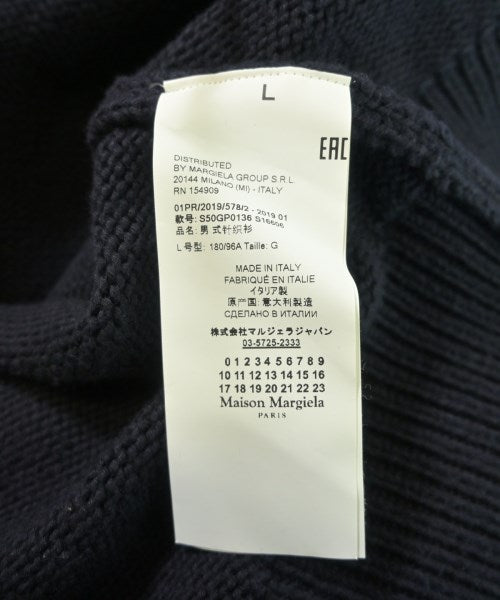 L
EAC
DISTRIBUTED
BY MARGIELA GROUP S.R.L
20144 MILANO (MI) - ITALY
RN 154909
01PR/2019/578/2 - 2019 01
款号: S50GP0136 S16606
品名: 男式针织衫
L 号型: 180/96A Taille: G
MADE IN ITALY
FABRIQUÉ EN ITALIE
イタリア製
原产国: 意大利製造
СДЕЛАНО В ИТАЛИИ
株式会社マルジェラジャパン
03-5725-2333
0 1 2 3 4 5 6 7 8 9
10 11 12 13 14 15 16
17 18 19 20 21 22 23
Maison Margiela
PARIS